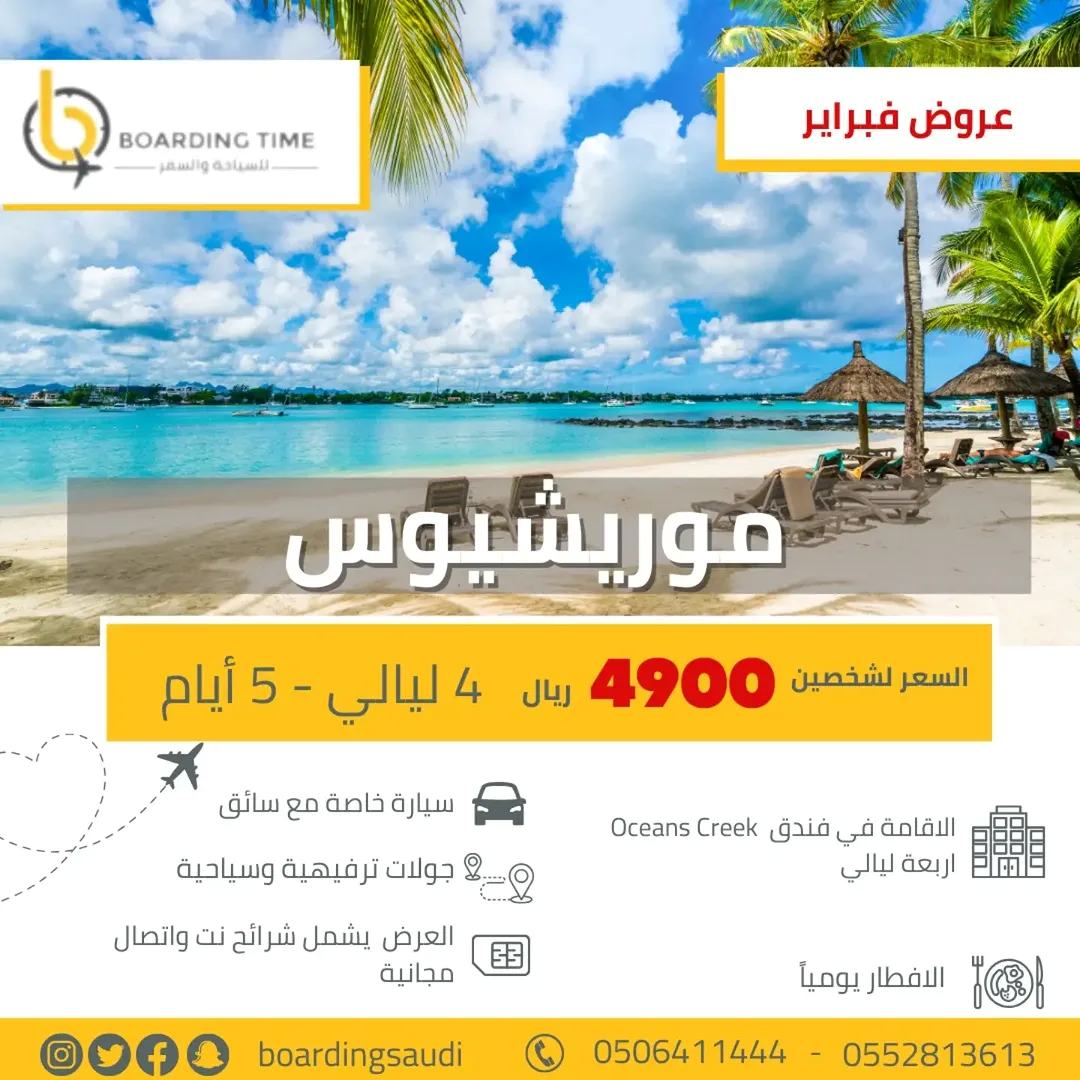 BOARDING TIME
للسياحة والسفر
عروض فبراير
موريشيوس
السعر لشخصين 4900 ريال 4 ليالي - 5 أيام
الاقامة في فندق Oceans Creek
اربعة ليالي
الافطار يومياً
سيارة خاصة مع سائق
جولات ترفيهية وسياحية
العرض يشمل شرائح نت واتصال
مجانية
boardingsaudi 0506411444 - 0552813613